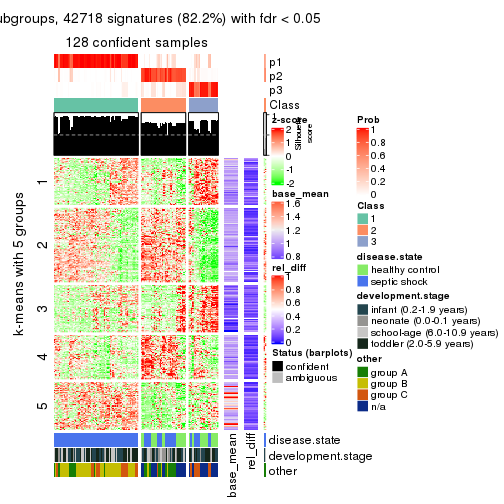 ubgroups, 42718 signatures (82.2%) with fdr < 0.05
128 confident samples
p1
p2
p3
Class
1
Silhouette
score
k-means with 5 groups
1
2
3
4
5
base_mean
rel_diff
disease.state
development.stage
other
z-score
2
1
0
-1
-2
base_mean
1.6
1.4
1.2
1
0.8
rel_diff
1
0.8
0.6
0.4
0.2
0
Status (barplots)
confident
ambiguous
Prob
1
0.8
0.6
0.4
0.2
0
Class
1
2
3
disease.state
healthy control
septic shock
development.stage
infant (0.2-1.9 years)
neonate (0.0-0.1 years)
school-age (6.0-10.9 years)
toddler (2.0-5.9 years)
other
group A
group B
group C
n/a